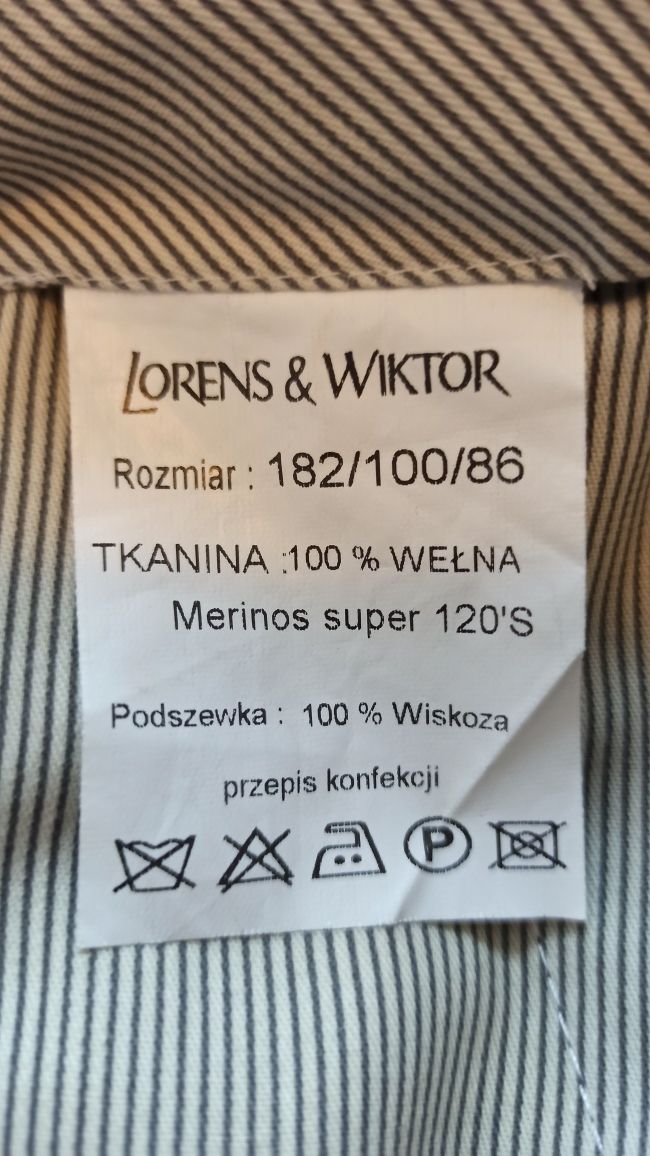 LORENS & WIKTOR
Rozmiar : 182/100/86
TKANINA :100 % WEŁNA
Merinos super 120'S
Podszewka : 100 % Wiskoza
przepis konfekcji
P